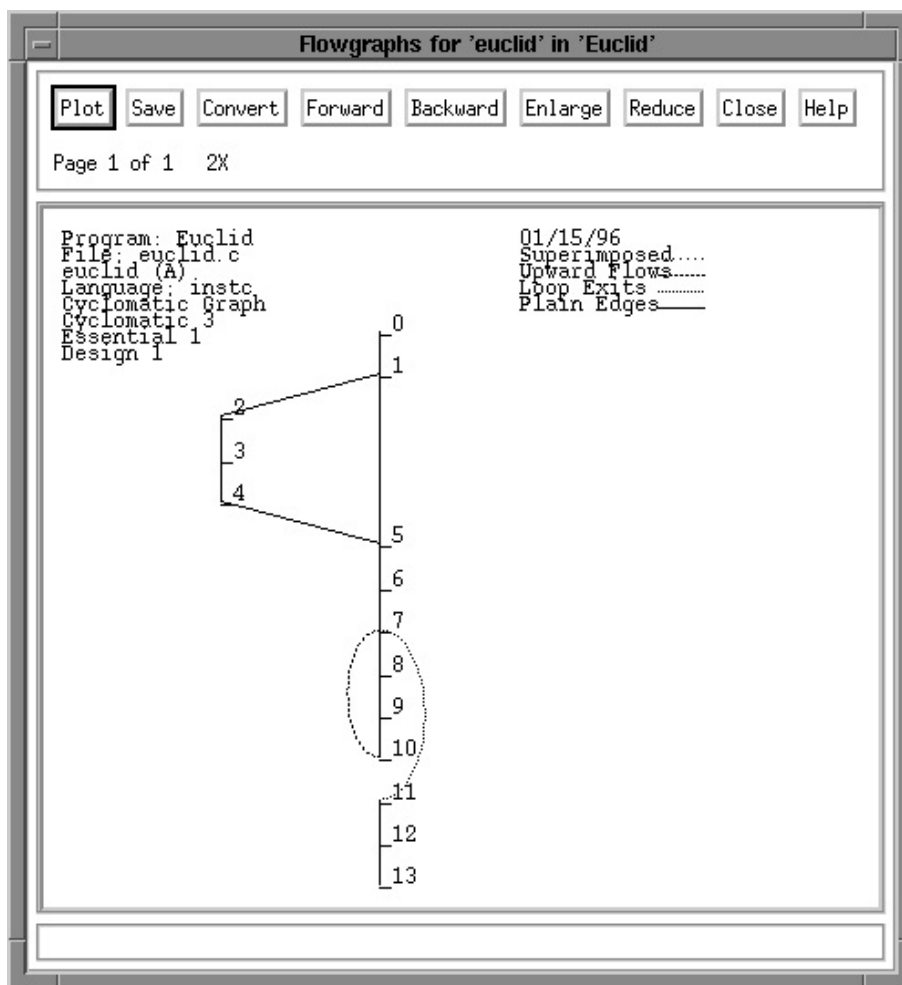 Flowgraphs for 'euclid' in 'Euclid'
Plot Save Convert Forward Backward Enlarge Reduce Close Help
Page 1 of 1 2X
Program: Euclid
File: euclid.c
euclid (A)
Language: instc
Cyclomatic Graph
Cyclomatic 3
Essential 1
Design 1
01/15/96
Superimposed
Upward Flows
Loop Exits
Plain Edges
0
1
2
3
4
5
6
7
8
9
10
11
12
13